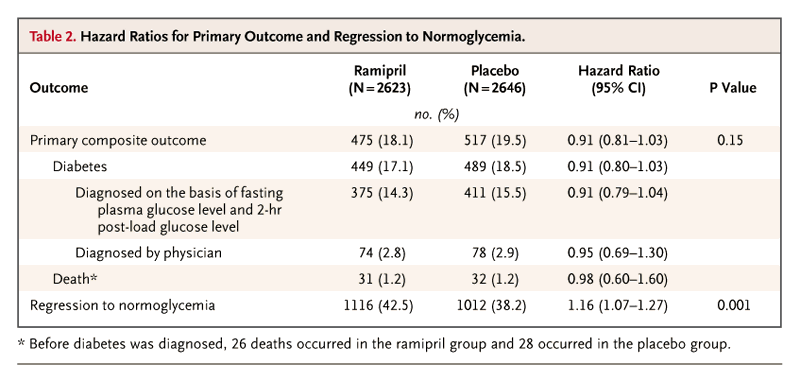 Table 2. Hazard Ratios for Primary Outcome and Regression to Normoglycemia.
Outcome Ramipril (N=2623) Placebo (N=2646) Hazard Ratio (95% CI) P Value
no. (%)
Primary composite outcome 475 (18.1) 517 (19.5) 0.91 (0.81–1.03) 0.15
Diabetes 449 (17.1) 489 (18.5) 0.91 (0.80–1.03)
Diagnosed on the basis of fasting 375 (14.3) 411 (15.5) 0.91 (0.79–1.04)
plasma glucose level and 2-hr
post-load glucose level
Diagnosed by physician 74 (2.8) 78 (2.9) 0.95 (0.69–1.30)
Death* 31 (1.2) 32 (1.2) 0.98 (0.60–1.60)
Regression to normoglycemia 1116 (42.5) 1012 (38.2) 1.16 (1.07–1.27) 0.001
* Before diabetes was diagnosed, 26 deaths occurred in the ramipril group and 28 occurred in the placebo group.